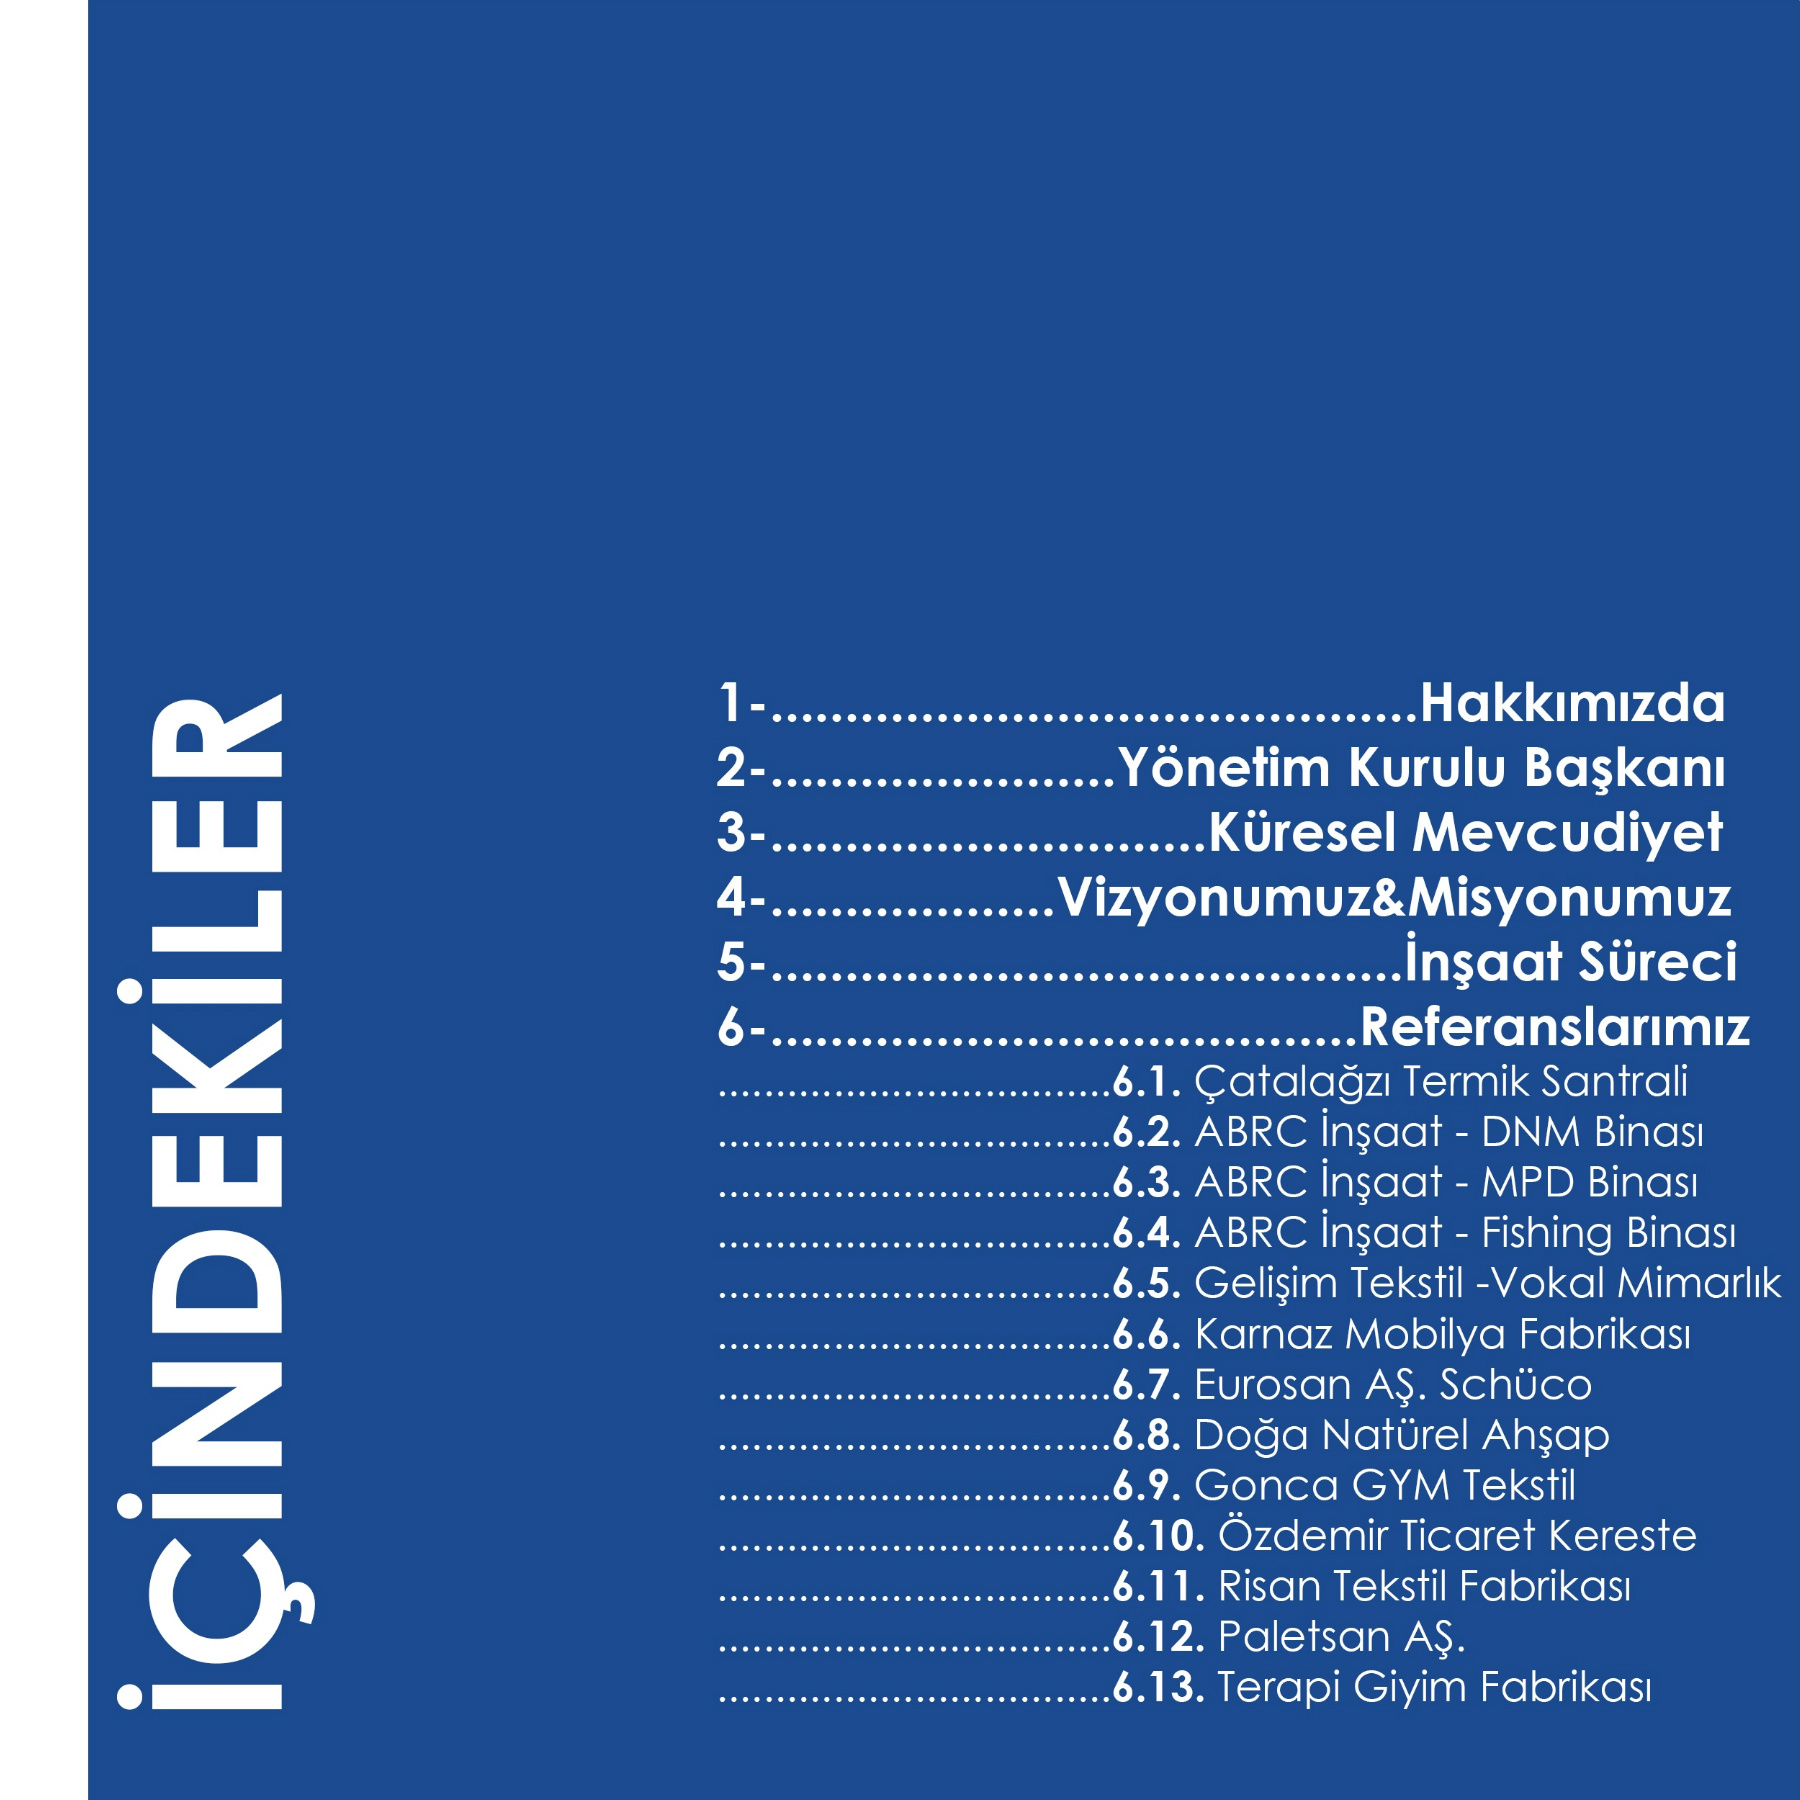 İÇİNDEKİLER
1-...........................................Hakkımızda
2-.......................Yönetim Kurulu Başkanı
3-.............................Küresel Mevcudiyet
4-...................Vizyonumuz&Misyonumuz
5-..........................................İnşaat Süreci
6-.......................................Referanslarımız
..................................6.1. Çatalağzı Termik Santrali
..................................6.2. ABRC İnşaat - DNM Binası
..................................6.3. ABRC İnşaat - MPD Binası
..................................6.4. ABRC İnşaat - Fishing Binası
..................................6.5. Gelişim Tekstil -Vokal Mimarlık
..................................6.6. Karnaz Mobilya Fabrikası
..................................6.7. Eurosan AŞ. Schüco
..................................6.8. Doğa Natürel Ahşap
..................................6.9. Gonca GYM Tekstil
..................................6.10. Özdemir Ticaret Kereste
..................................6.11. Risan Tekstil Fabrikası
..................................6.12. Paletsan AŞ.
..................................6.13. Terapi Giyim Fabrikası